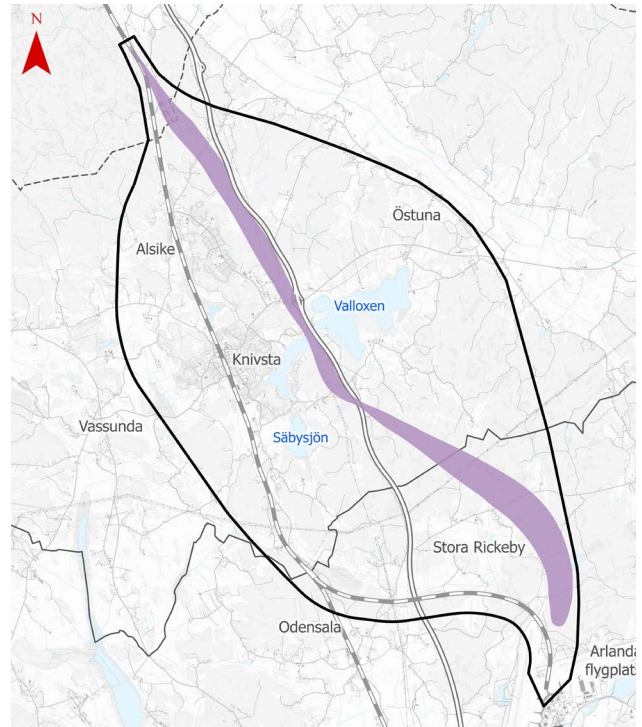 N
Östuna
Alsike
Valloxen
Knivsta
Vassunda
Säbysjön
Stora Rickeby
Odensala
Arlanda
flygplats